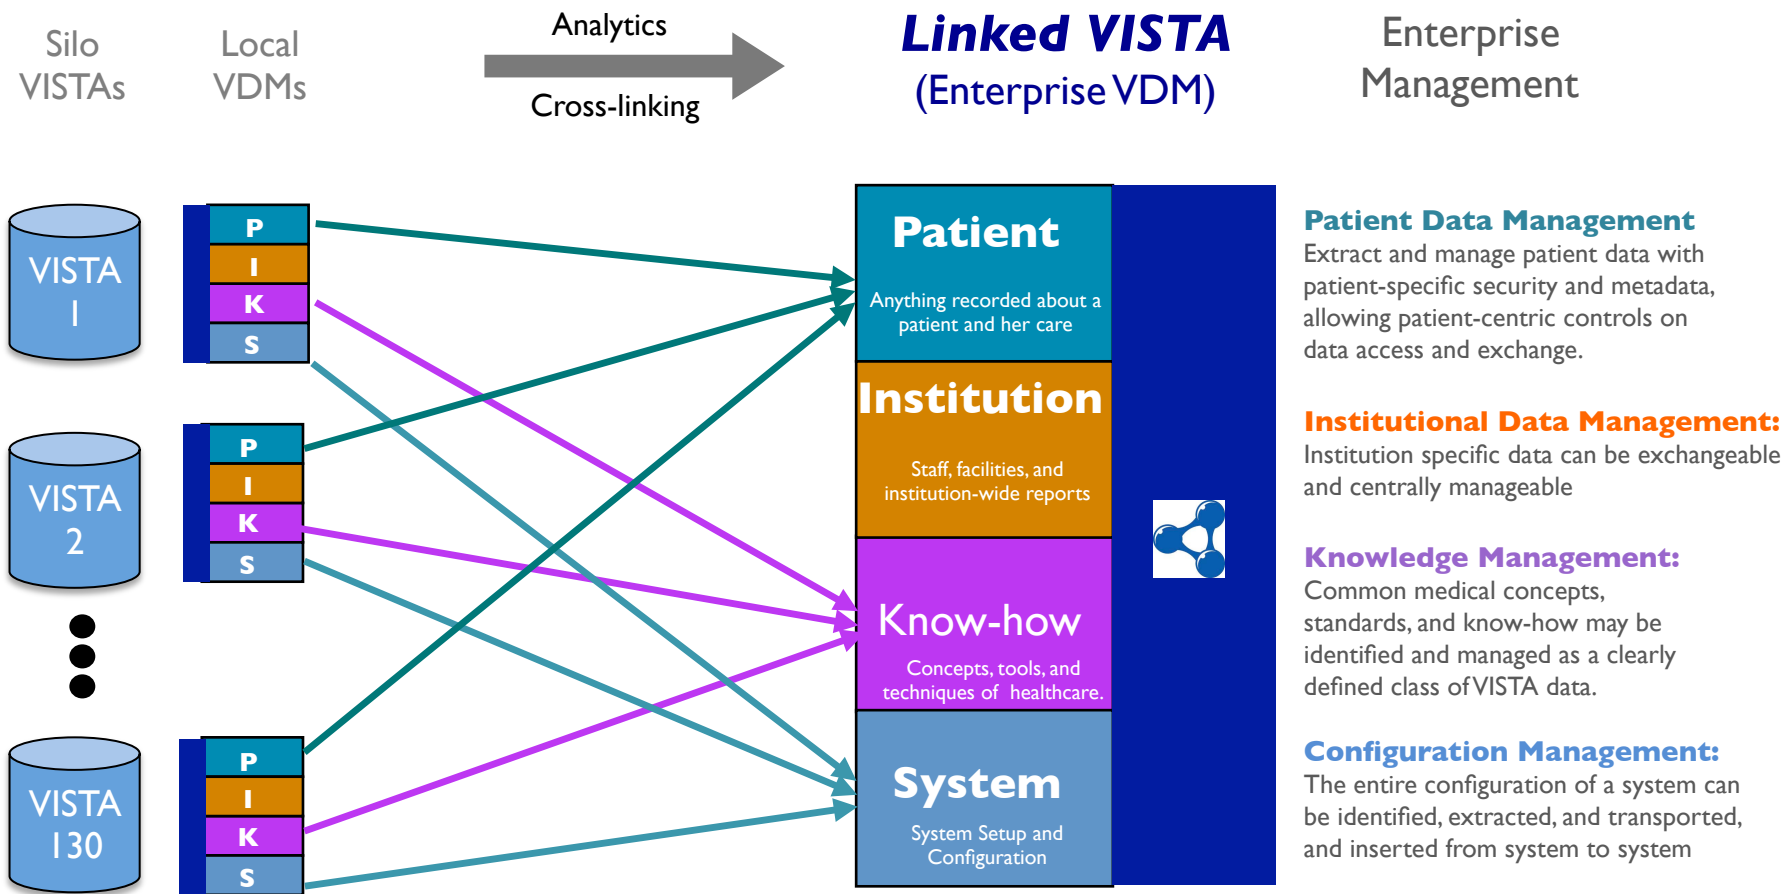 Silo
VISTAs
Local
VDMs
Analytics
Cross-linking
Linked VISTA
(Enterprise VDM)
Enterprise
Management
VISTA
1
P
I
K
S
VISTA
2
P
I
K
S
VISTA
130
P
I
K
S
Patient
Anything recorded about a
patient and her care
Institution
Staff, facilities, and
institution-wide reports
Know-how
Concepts, tools, and
techniques of healthcare.
System
System Setup and
Configuration
Patient Data Management
Extract and manage patient data with
patient-specific security and metadata,
allowing patient-centric controls on
data access and exchange.
Institutional Data Management:
Institution specific data can be exchangeable
and centrally manageable
Knowledge Management:
Common medical concepts,
standards, and know-how may be
identified and managed as a clearly
defined class of VISTA data.
Configuration Management:
The entire configuration of a system can
be identified, extracted, and transported,
and inserted from system to system